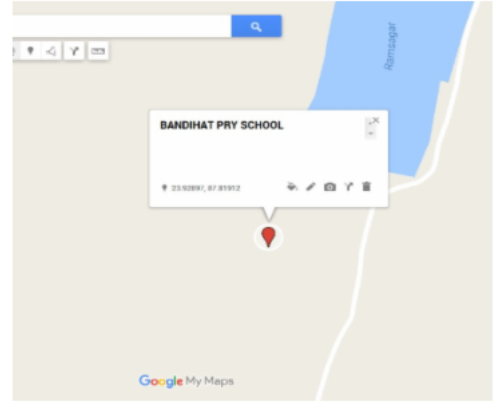 Ramsagar
BANDIHAT PRY SCHOOL
23.92897, 87.81912
Google My Maps